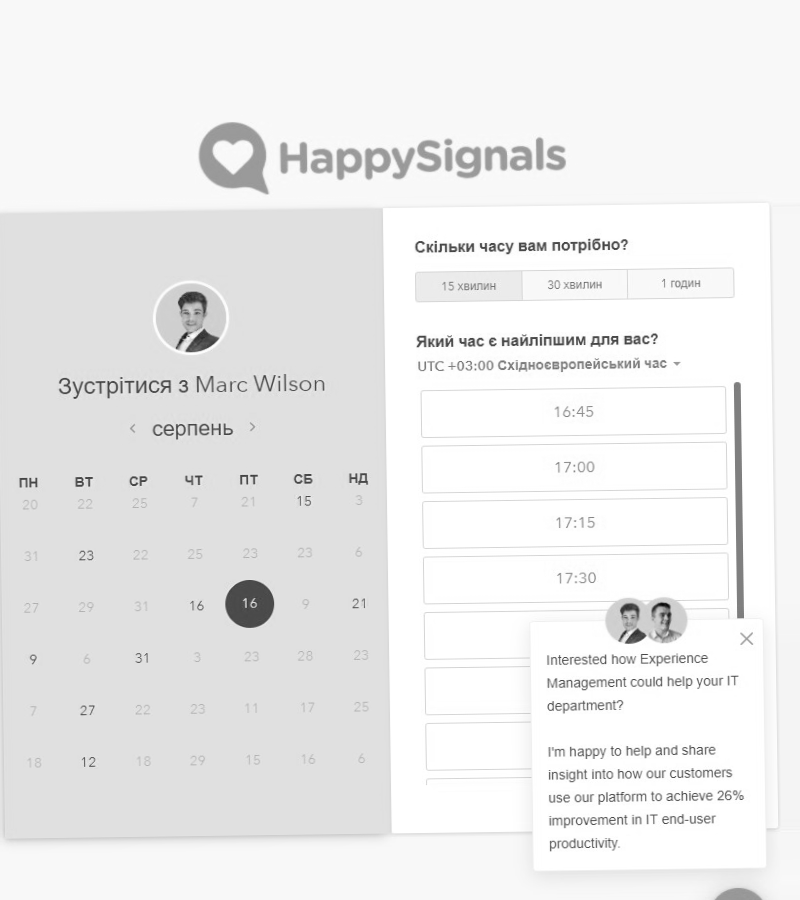 HappySignals
Зустрітися з Marc Wilson
серпень
ПН ВТ СР ЧТ ПТ СБ НД
20 22 25 7 21 15 3
31 23 22 25 23 23 6
27 29 31 16 16 9 21
9 6 31 3 23 28 23
7 27 22 23 11 17 25
18 12 18 29 15 16 6
Скільки часу вам потрібно?
15 хвилин 30 хвилин 1 годин
Який час є найліпшим для вас?
UTC +03:00 Східноєвропейський час
16:45
17:00
17:15
17:30
Interested how Experience
Management could help your IT
department?
I'm happy to help and share
insight into how our customers
use our platform to achieve 26%
improvement in IT end-user
productivity.